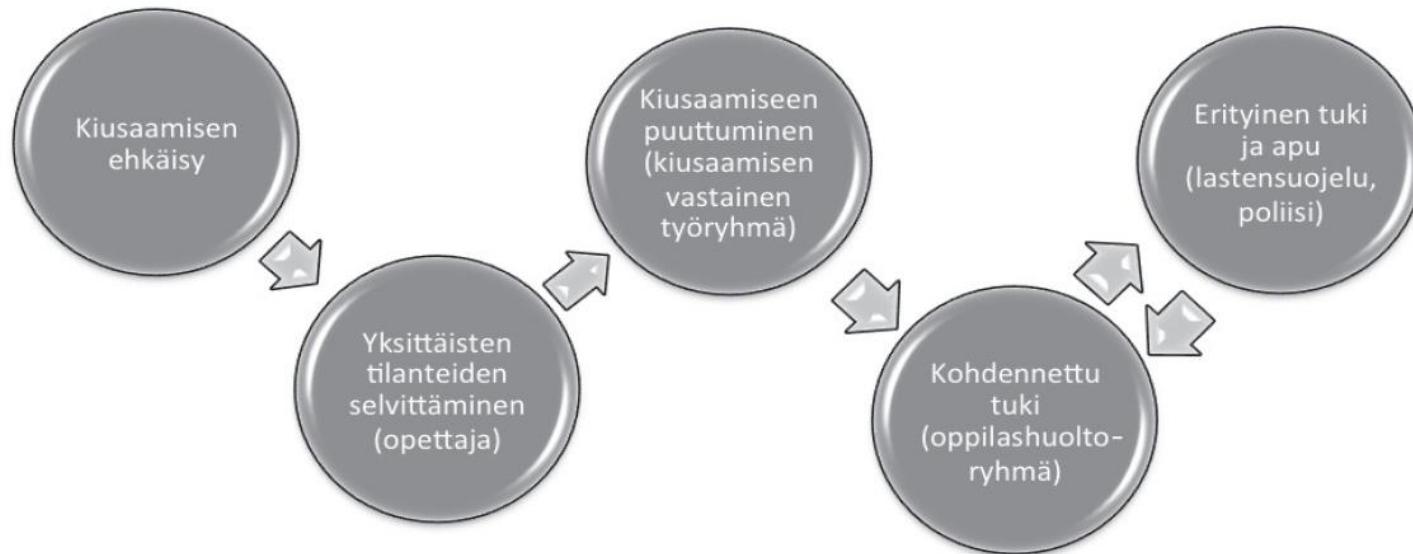 Kiusaamisen
ehkäisy
Yksittäisten
tilanteiden
selvittäminen
(opettaja)
Kiusaamiseen
puuttuminen
(kiusaamisen
vastainen
työryhmä)
Kohdennettu
tuki
(oppilashuolto-
ryhmä)
Erityinen tuki
ja apu
(lastensuojelu,
poliisi)